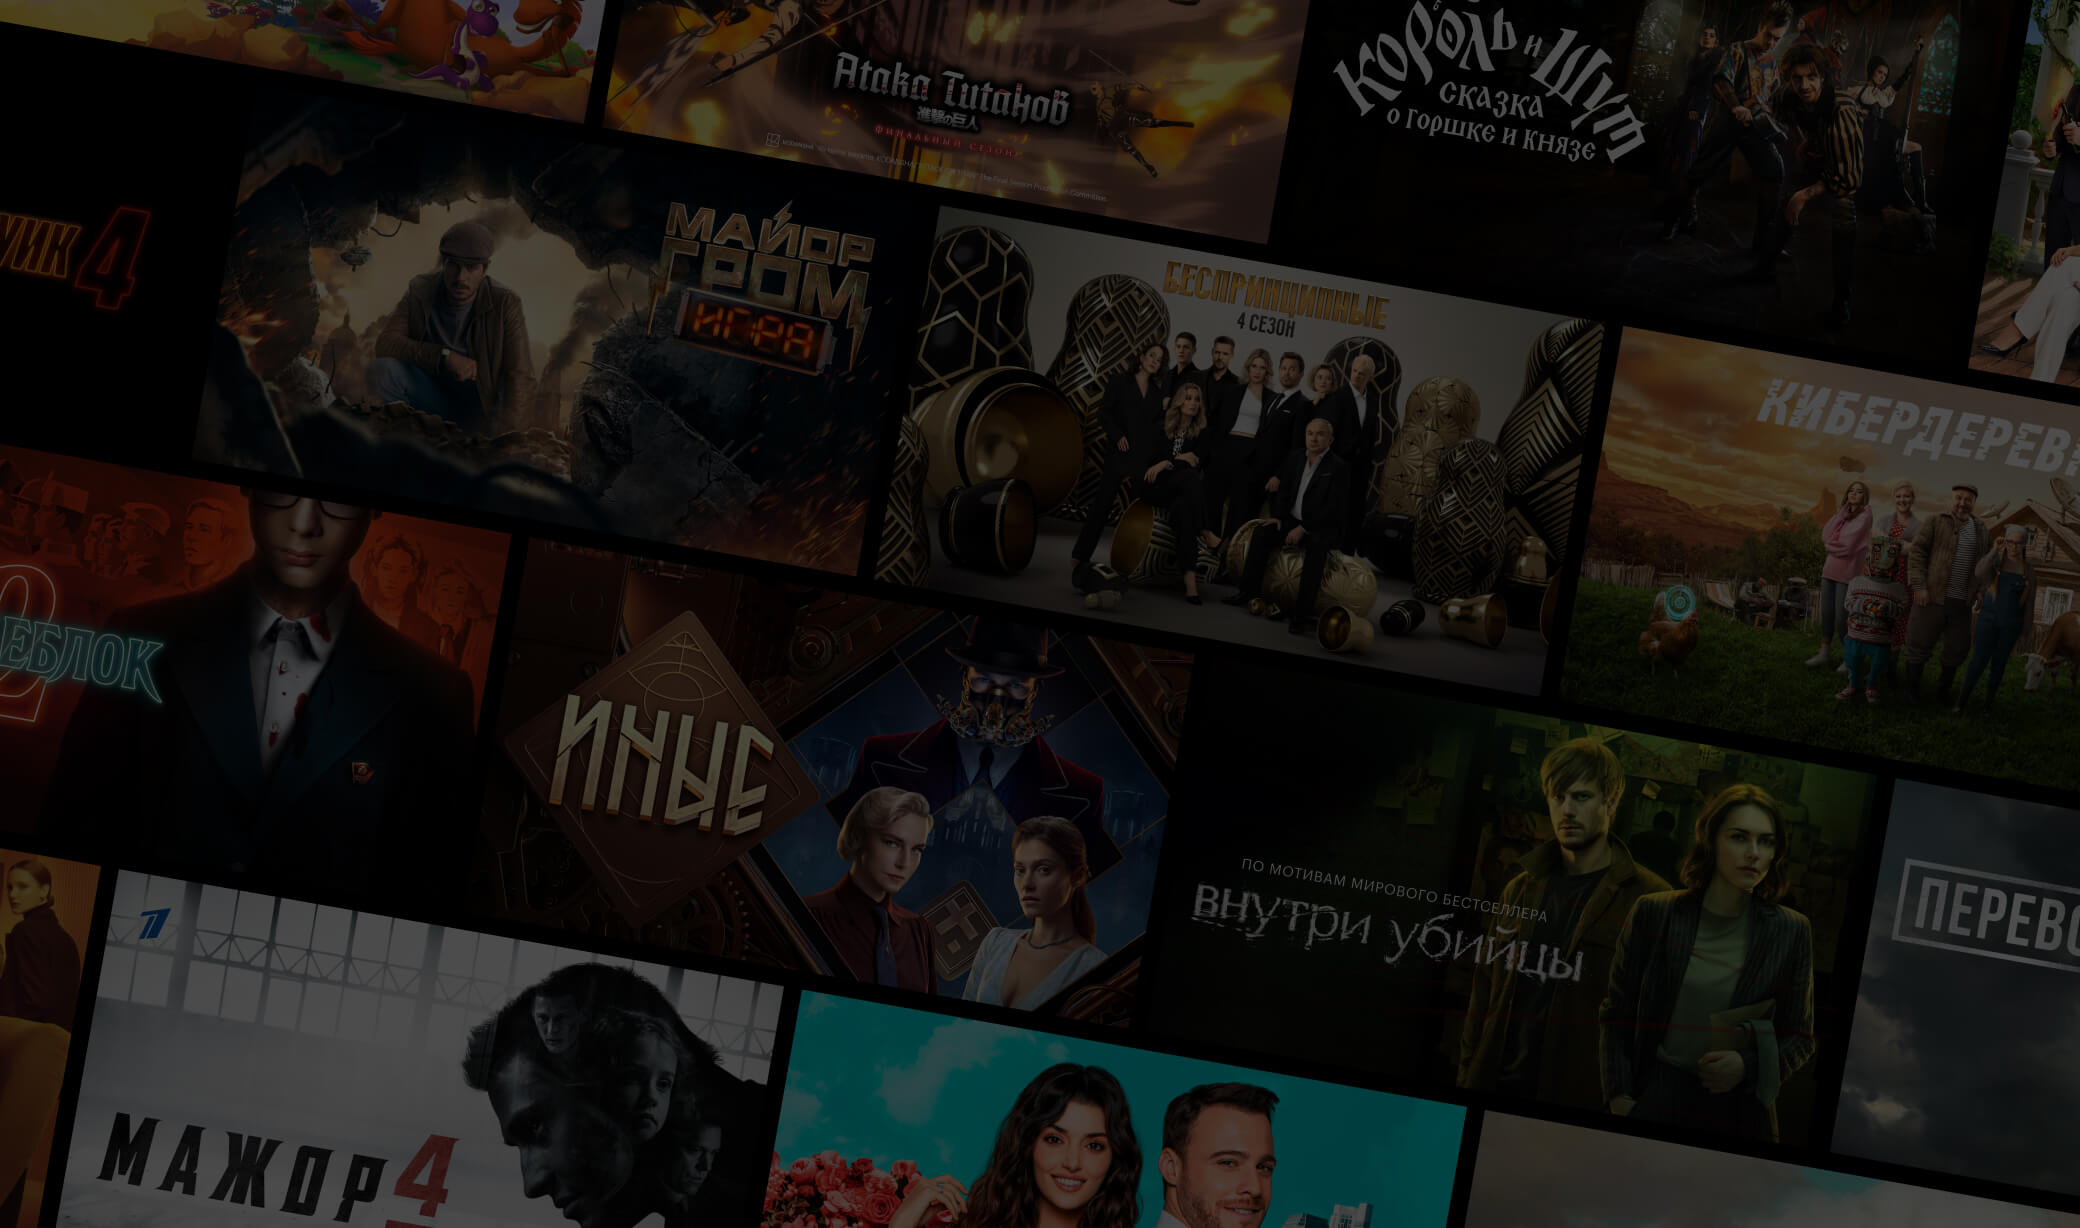 Атака Титанов
進撃の巨人
ФИНАЛЬНЫЙ СЕЗОН
КОРОЛЬ И ШУТ
СКАЗКА
О ГОРШКЕ И КНЯЗЕ
4
МАЙОР
ГРОМ
ИГРА
БЕСПРИНЦИПНЫЕ
4 СЕЗОН
КИБЕРДЕРЕВ
2
ЕБЛОК
ИНЫЕ
ПО МОТИВАМ МИРОВОГО БЕСТСЕЛЛЕРА
ВНУТРИ УБИЙЦЫ
ПЕРЕВО
МАЖОР 4